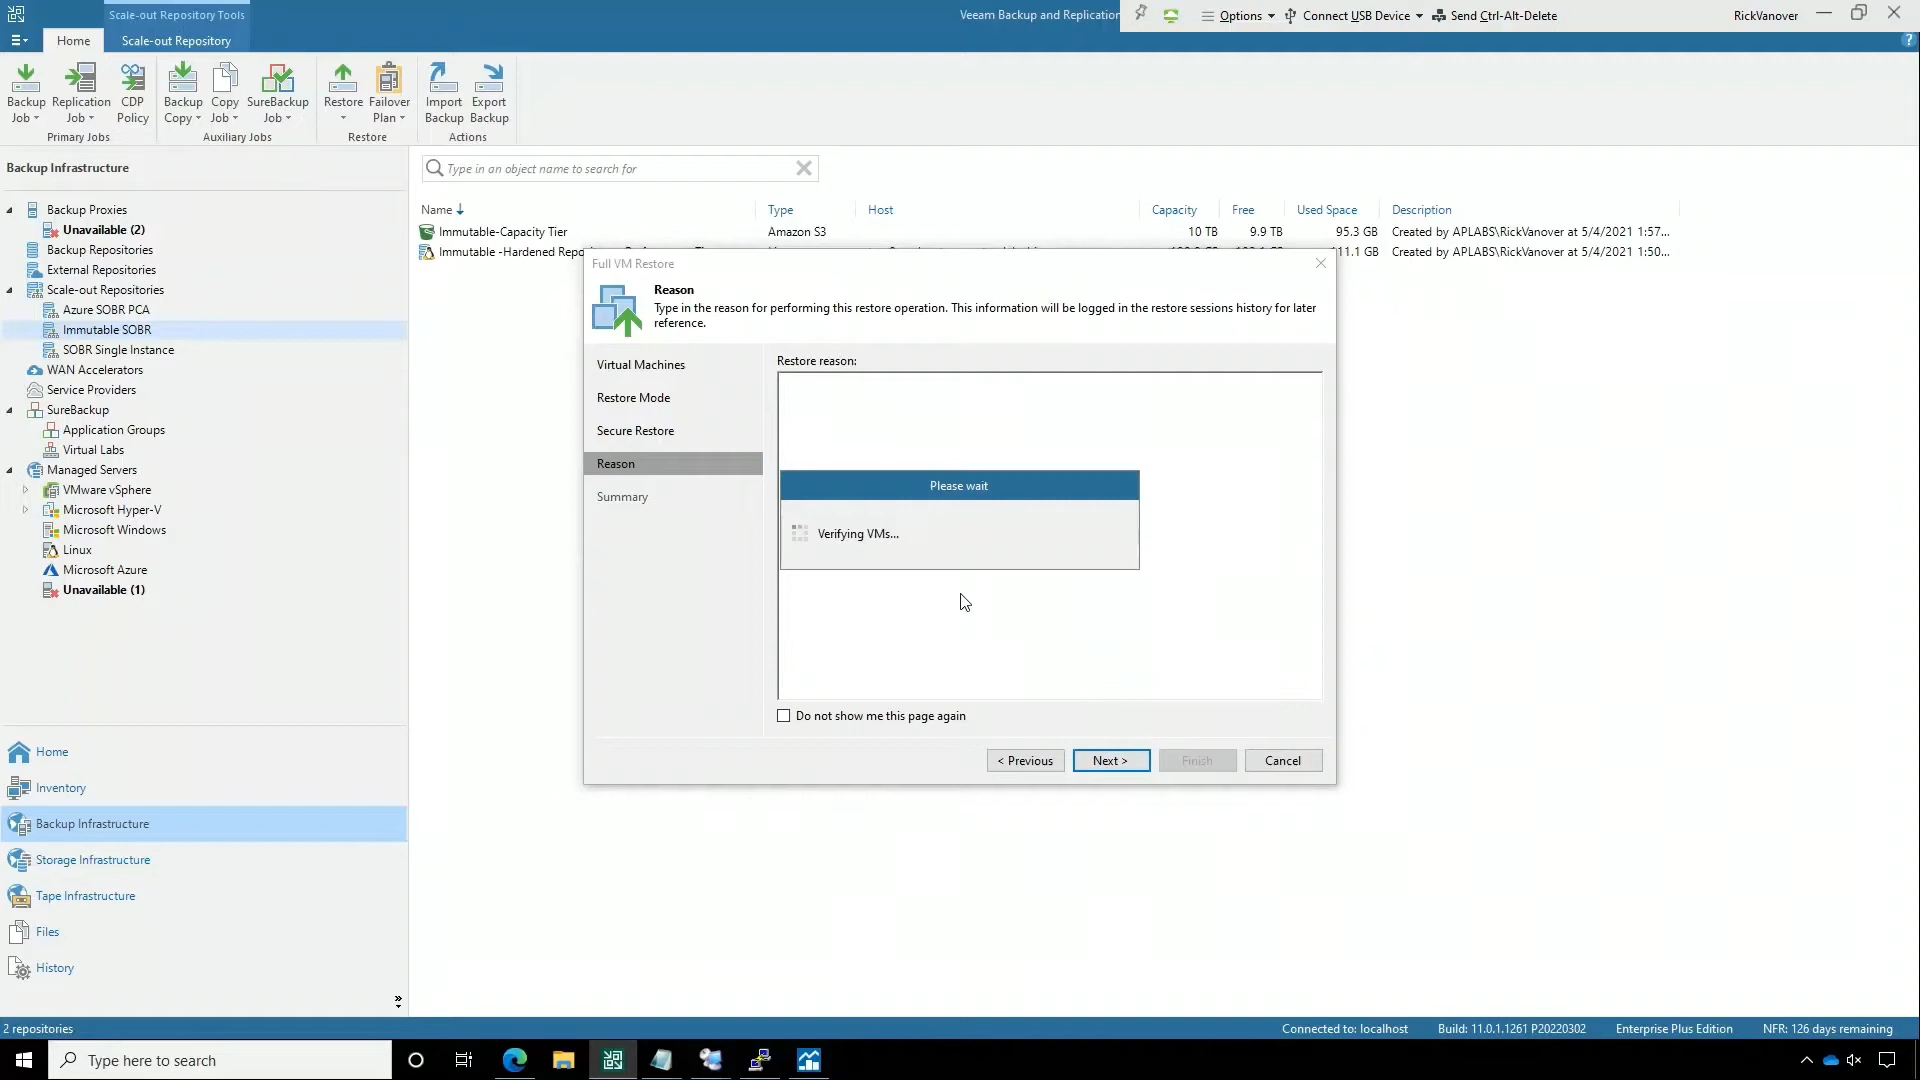 Scale-out Repository Tools
Veeam Backup and Replication
Options
Connect USB Device
Send Ctrl-Alt-Delete
RickVanover
Home
Scale-out Repository
?
Backup Job
Replication Job
CDP Policy
Backup Copy
Copy Job
SureBackup Job
Restore
Failover Plan
Import Backup
Export Backup
Primary Jobs
Auxiliary Jobs
Restore
Actions
Backup Infrastructure
Type in an object name to search for
Backup Proxies
Unavailable (2)
Backup Repositories
External Repositories
Scale-out Repositories
Azure SOBR PCA
Immutable SOBR
SOBR Single Instance
WAN Accelerators
Service Providers
SureBackup
Application Groups
Virtual Labs
Managed Servers
VMware vSphere
Microsoft Hyper-V
Microsoft Windows
Linux
Microsoft Azure
Unavailable (1)
Name Type Host Capacity Free Used Space Description
Immutable-Capacity Tier Amazon S3 10 TB 9.9 TB 95.3 GB Created by APLABS\RickVanover at 5/4/2021 1:57...
Immutable -Hardened Repo 11.1 GB Created by APLABS\RickVanover at 5/4/2021 1:50...
Full VM Restore
Reason
Type in the reason for performing this restore operation. This information will be logged in the restore sessions history for later
reference.
Virtual Machines
Restore Mode
Secure Restore
Reason
Summary
Restore reason:
Please wait
Verifying VMs...
Do not show me this page again
< Previous
Next >
Finish
Cancel
Home
Inventory
Backup Infrastructure
Storage Infrastructure
Tape Infrastructure
Files
History
2 repositories
Connected to: localhost
Build: 11.0.1.1261 P20220302
Enterprise Plus Edition
NFR: 126 days remaining
Type here to search